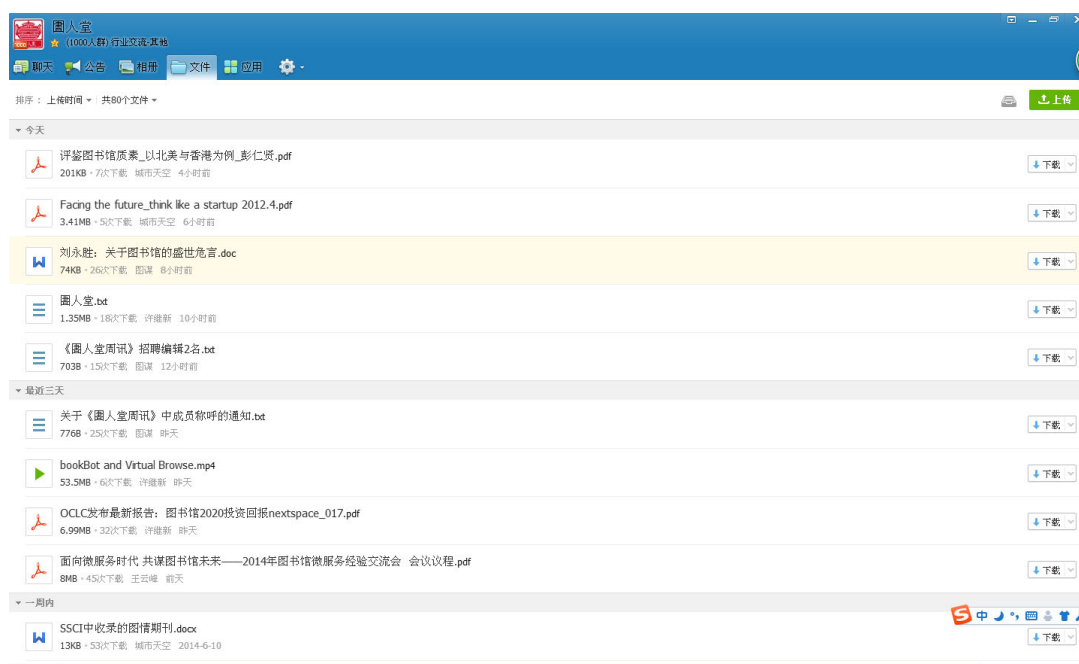 圕人堂
(1000人群) 行业交流-其他
聊天 公告 相册 文件 应用
排序： 上传时间 共80个文件 上传
今天
评鉴图书馆质素_以北美与香港为例_彭仁贤.pdf
201KB - 7次下载 城市天空 4小时前 下载
Facing the future_think like a startup 2012.4.pdf
3.41MB - 5次下载 城市天空 6小时前 下载
刘永胜：关于图书馆的盛世危言.doc
74KB - 26次下载 图谋 8小时前 下载
圕人堂.txt
1.35MB - 18次下载 许继新 10小时前 下载
《圕人堂周讯》招聘编辑2名.txt
703B - 15次下载 图谋 12小时前 下载
最近三天
关于《圕人堂周讯》中成员称呼的通知.txt
776B - 25次下载 图谋 昨天 下载
bookBot and Virtual Browse.mp4
53.5MB - 6次下载 许继新 昨天 下载
OCLC发布最新报告：图书馆2020投资回报nextspace_017.pdf
6.99MB - 32次下载 许继新 昨天 下载
面向微服务时代 共谋图书馆未来——2014年图书馆微服务经验交流会 会议议程.pdf
8MB - 45次下载 王云峰 前天 下载
一周内
中
SSCI中收录的图情期刊.docx
13KB - 53次下载 城市天空 2014-6-10 下载